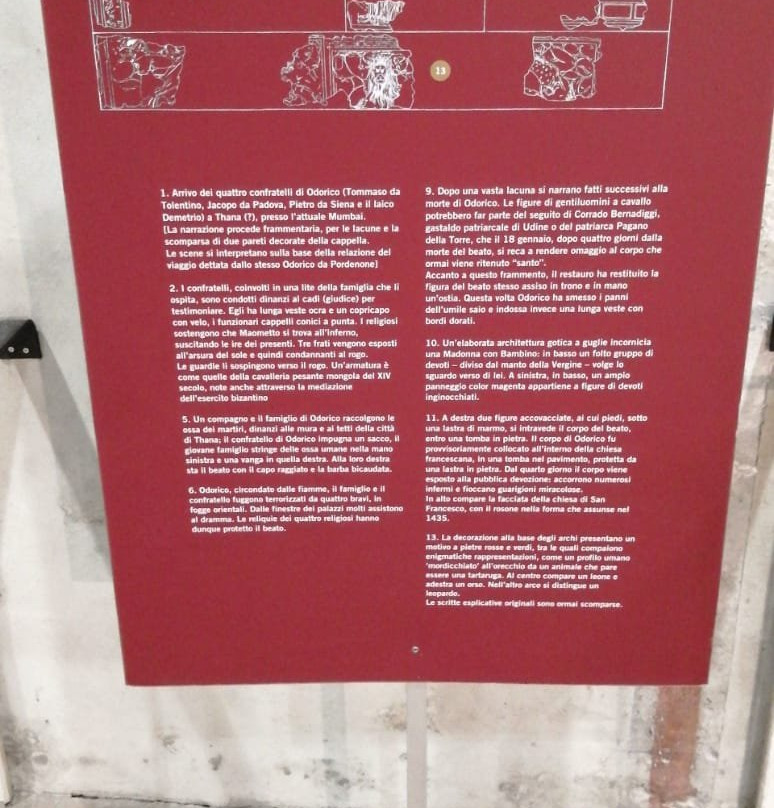 13
1. Arrivo dei quattro confratelli di Odorico (Tommaso da
Tolentino, Jacopo da Padova, Pietro da Siena e il laico
Demetrio) a Thana (?), presso l'attuale Mumbai.
[La narrazione procede frammentaria, per le lacune e la
scomparsa di due pareti decorate della cappella.
Le scene si interpretano sulla base della relazione del
viaggio dettata dallo stesso Odorico da Pordenone]
2. I confratelli, coinvolti in una lite della famiglia che li
ospita, sono condotti dinanzi al cadì (giudice) per
testimoniare. Egli ha lunga veste ocra e un copricapo
con velo, i funzionari cappelli conici a punta. I religiosi
sostengono che Maometto si trova all'Inferno,
suscitando le ire dei presenti. Tre frati vengono esposti
all'arsura del sole e quindi condannanti al rogo.
Le guardie li sospingono verso il rogo. Un'armatura è
come quelle della cavalleria pesante mongola del XIV
secolo, note anche attraverso la mediazione
dell'esercito bizantino
5. Un compagno e il famiglio di Odorico raccolgono le
ossa dei martiri, dinanzi alle mura e ai tetti della città
di Thana; il confratello di Odorico impugna un sacco, il
giovane famiglio stringe delle ossa umane nella mano
sinistra e una vanga in quella destra. Alla loro destra
sta il beato con il capo raggiato e la barba bicaudata.
6. Odorico, circondato dalle fiamme, il famiglio e il
confratello fuggono terrorizzati da quattro bravi, in
fogge orientali. Dalle finestre dei palazzi molti assistono
al dramma. Le reliquie dei quattro religiosi hanno
dunque protetto il beato.
9. Dopo una vasta lacuna si narrano fatti successivi alla
morte di Odorico. Le figure di gentiluomini a cavallo
potrebbero far parte del seguito di Corrado Bernadiggi,
gastaldo patriarcale di Udine o del patriarca Pagano
della Torre, che il 18 gennaio, dopo quattro giorni dalla
morte del beato, si reca a rendere omaggio al corpo che
ormai viene ritenuto "santo".
Accanto a questo frammento, il restauro ha restituito la
figura del beato stesso assiso in trono e in mano
un'ostia. Questa volta Odorico ha smesso i panni
dell'umile saio e indossa invece una lunga veste con
bordi dorati.
10. Un'elaborata architettura gotica a guglie incornicia
una Madonna con Bambino: in basso un folto gruppo di
devoti – diviso dal manto della Vergine – volge lo
sguardo verso di lei. A sinistra, in basso, un ampio
panneggio color magenta appartiene a figure di devoti
inginocchiati.
11. A destra due figure accovacciate, ai cui piedi, sotto
una lastra di marmo, si intravede il corpo del beato,
entro una tomba in pietra. Il corpo di Odorico fu
provvisoriamente collocato all'interno della chiesa
francescana, in una tomba nel pavimento, protetta da
una lastra in pietra. Dal quarto giorno il corpo viene
esposto alla pubblica devozione: accorrono numerosi
infermi e fioccano guarigioni miracolose.
In alto compare la facciata della chiesa di San
Francesco, con il rosone nella forma che assunse nel
1435.
13. La decorazione alla base degli archi presentano un
motivo a pietre rosse e verdi, tra le quali compaiono
enigmatiche rappresentazioni, come un profilo umano
'mordicchiato' all'orecchio da un animale che pare
essere una tartaruga. Al centro compare un leone e
adestra un orso. Nell'altro arco si distingue un
leopardo.
Le scritte esplicative originali sono ormai scomparse.